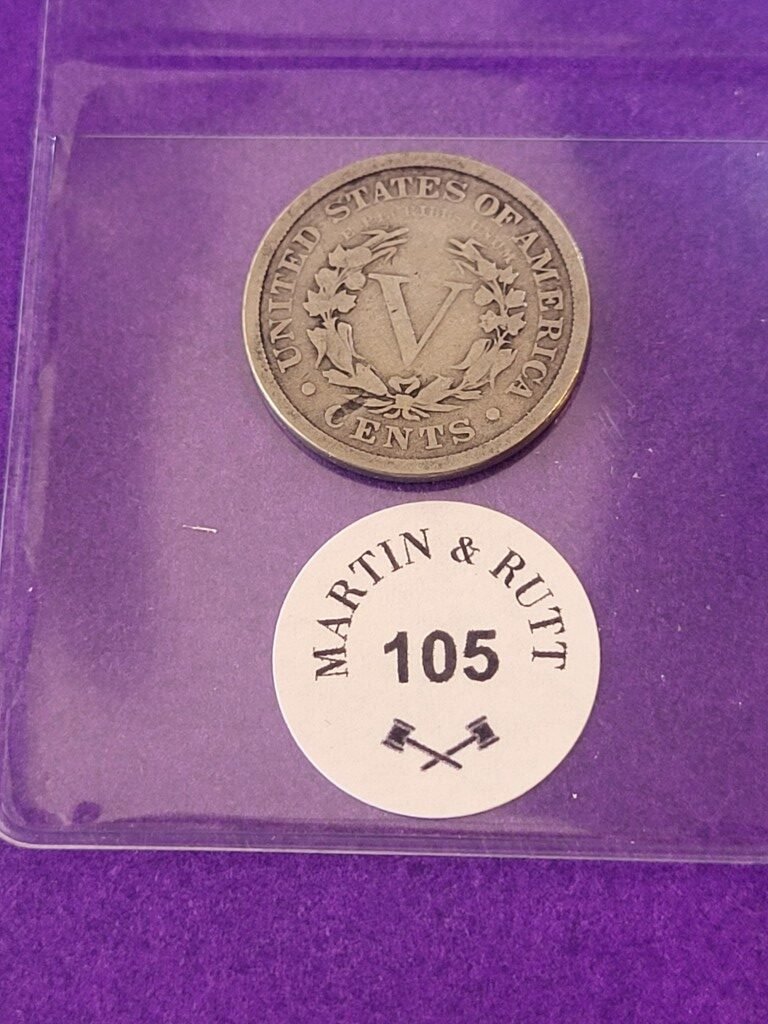 UNITED STATES OF AMERICA
E PLURIBUS UNUM
V
CENTS
MARTIN & RUTT
105